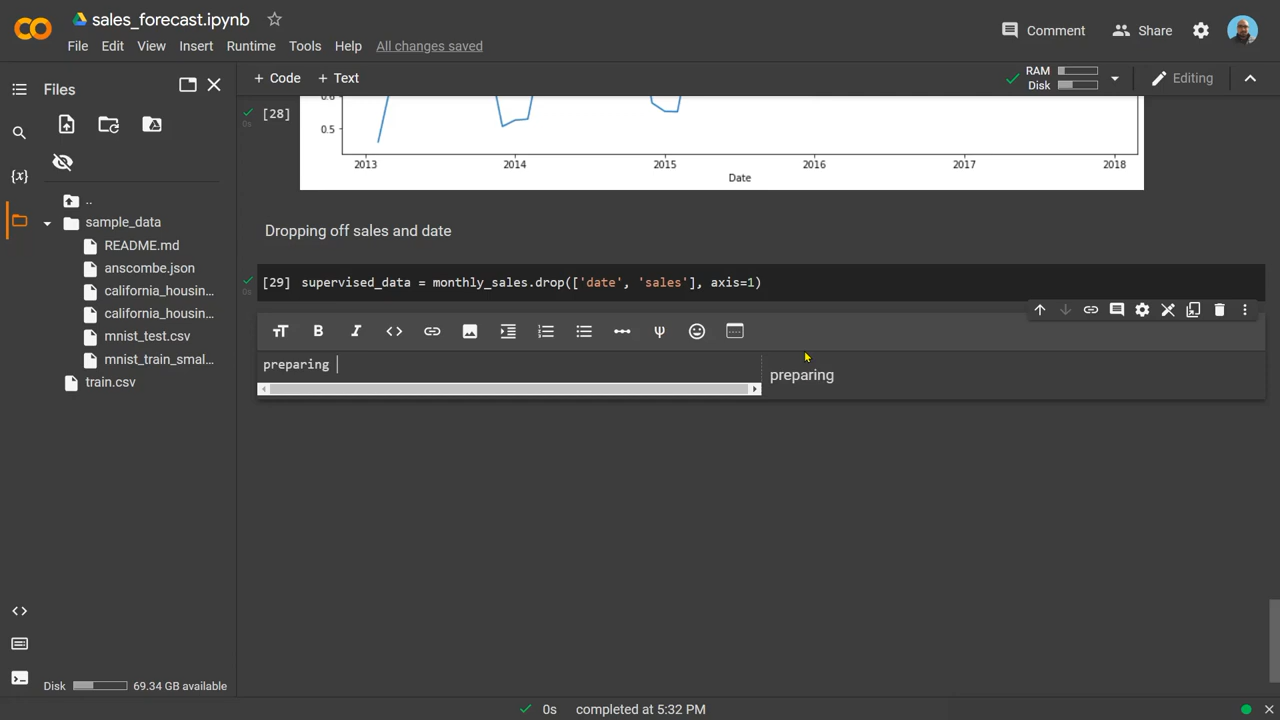 sales_forecast.ipynb
File Edit View Insert Runtime Tools Help All changes saved
Comment Share
Files
+ Code + Text
RAM
Disk
Editing
[28]
0.5
2013 2014 2015 2016 2017 2018
Date
..
sample_data
README.md
anscombe.json
california_housin...
california_housin...
mnist_test.csv
mnist_train_smal...
train.csv
Dropping off sales and date
[29] supervised_data = monthly_sales.drop(['date', 'sales'], axis=1)
preparing
preparing
Disk 69.34 GB available
0s completed at 5:32 PM